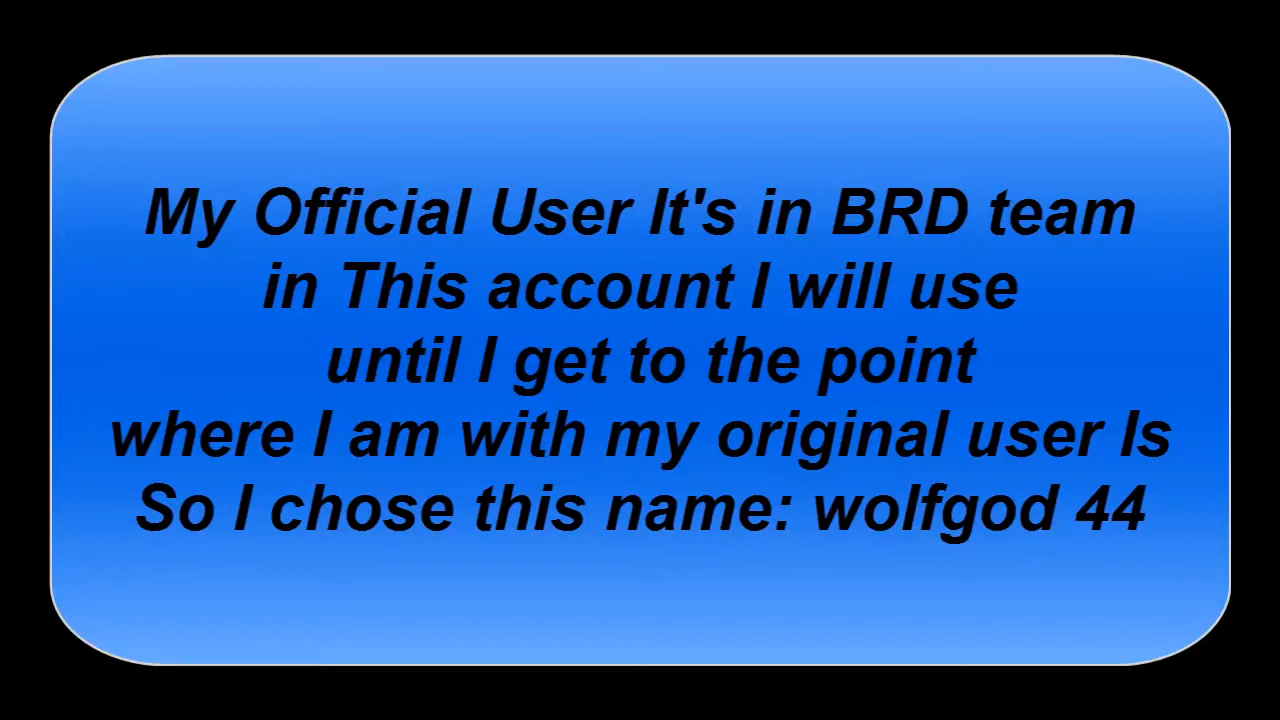 My Official User It's in BRD team
in This account I will use
until I get to the point
where I am with my original user Is
So I chose this name: wolfgod 44